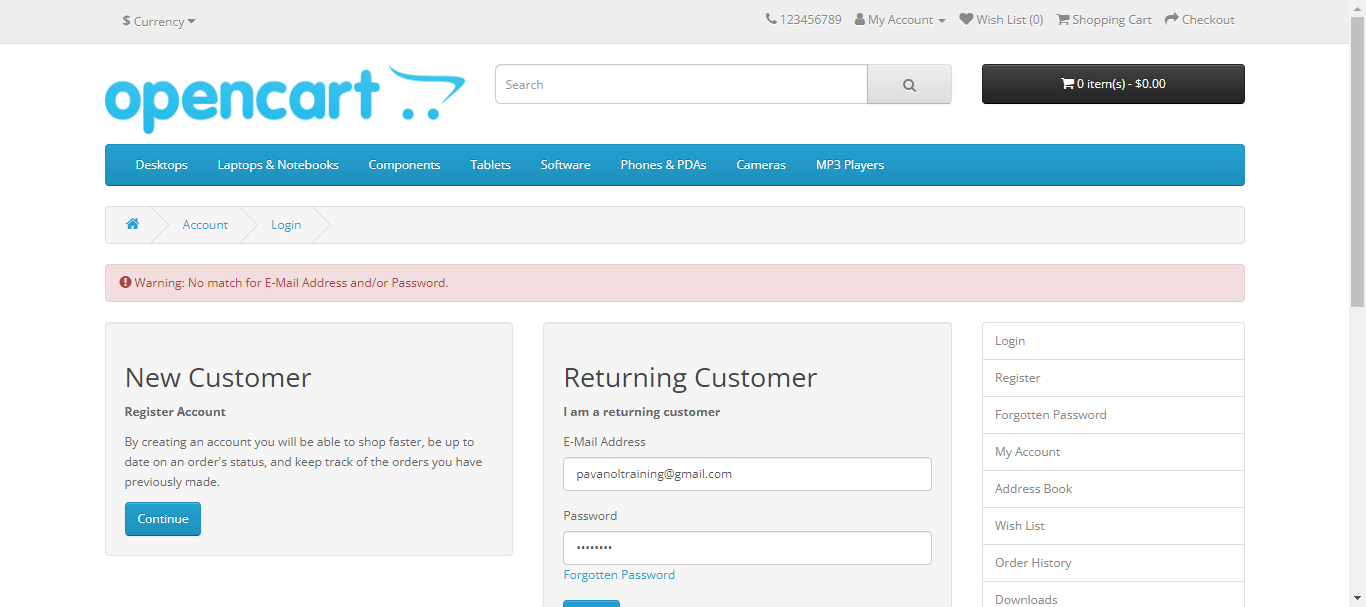 $ Currency
123456789 My Account Wish List (0) Shopping Cart Checkout
opencart
Search
0 item(s) - $0.00
Desktops Laptops & Notebooks Components Tablets Software Phones & PDAs Cameras MP3 Players
Account Login
Warning: No match for E-Mail Address and/or Password.
New Customer
Register Account
By creating an account you will be able to shop faster, be up to
date on an order's status, and keep track of the orders you have
previously made.
Continue
Returning Customer
I am a returning customer
E-Mail Address
pavanoltraining@gmail.com
Password
••••••••
Forgotten Password
Login
Register
Forgotten Password
My Account
Address Book
Wish List
Order History
Downloads